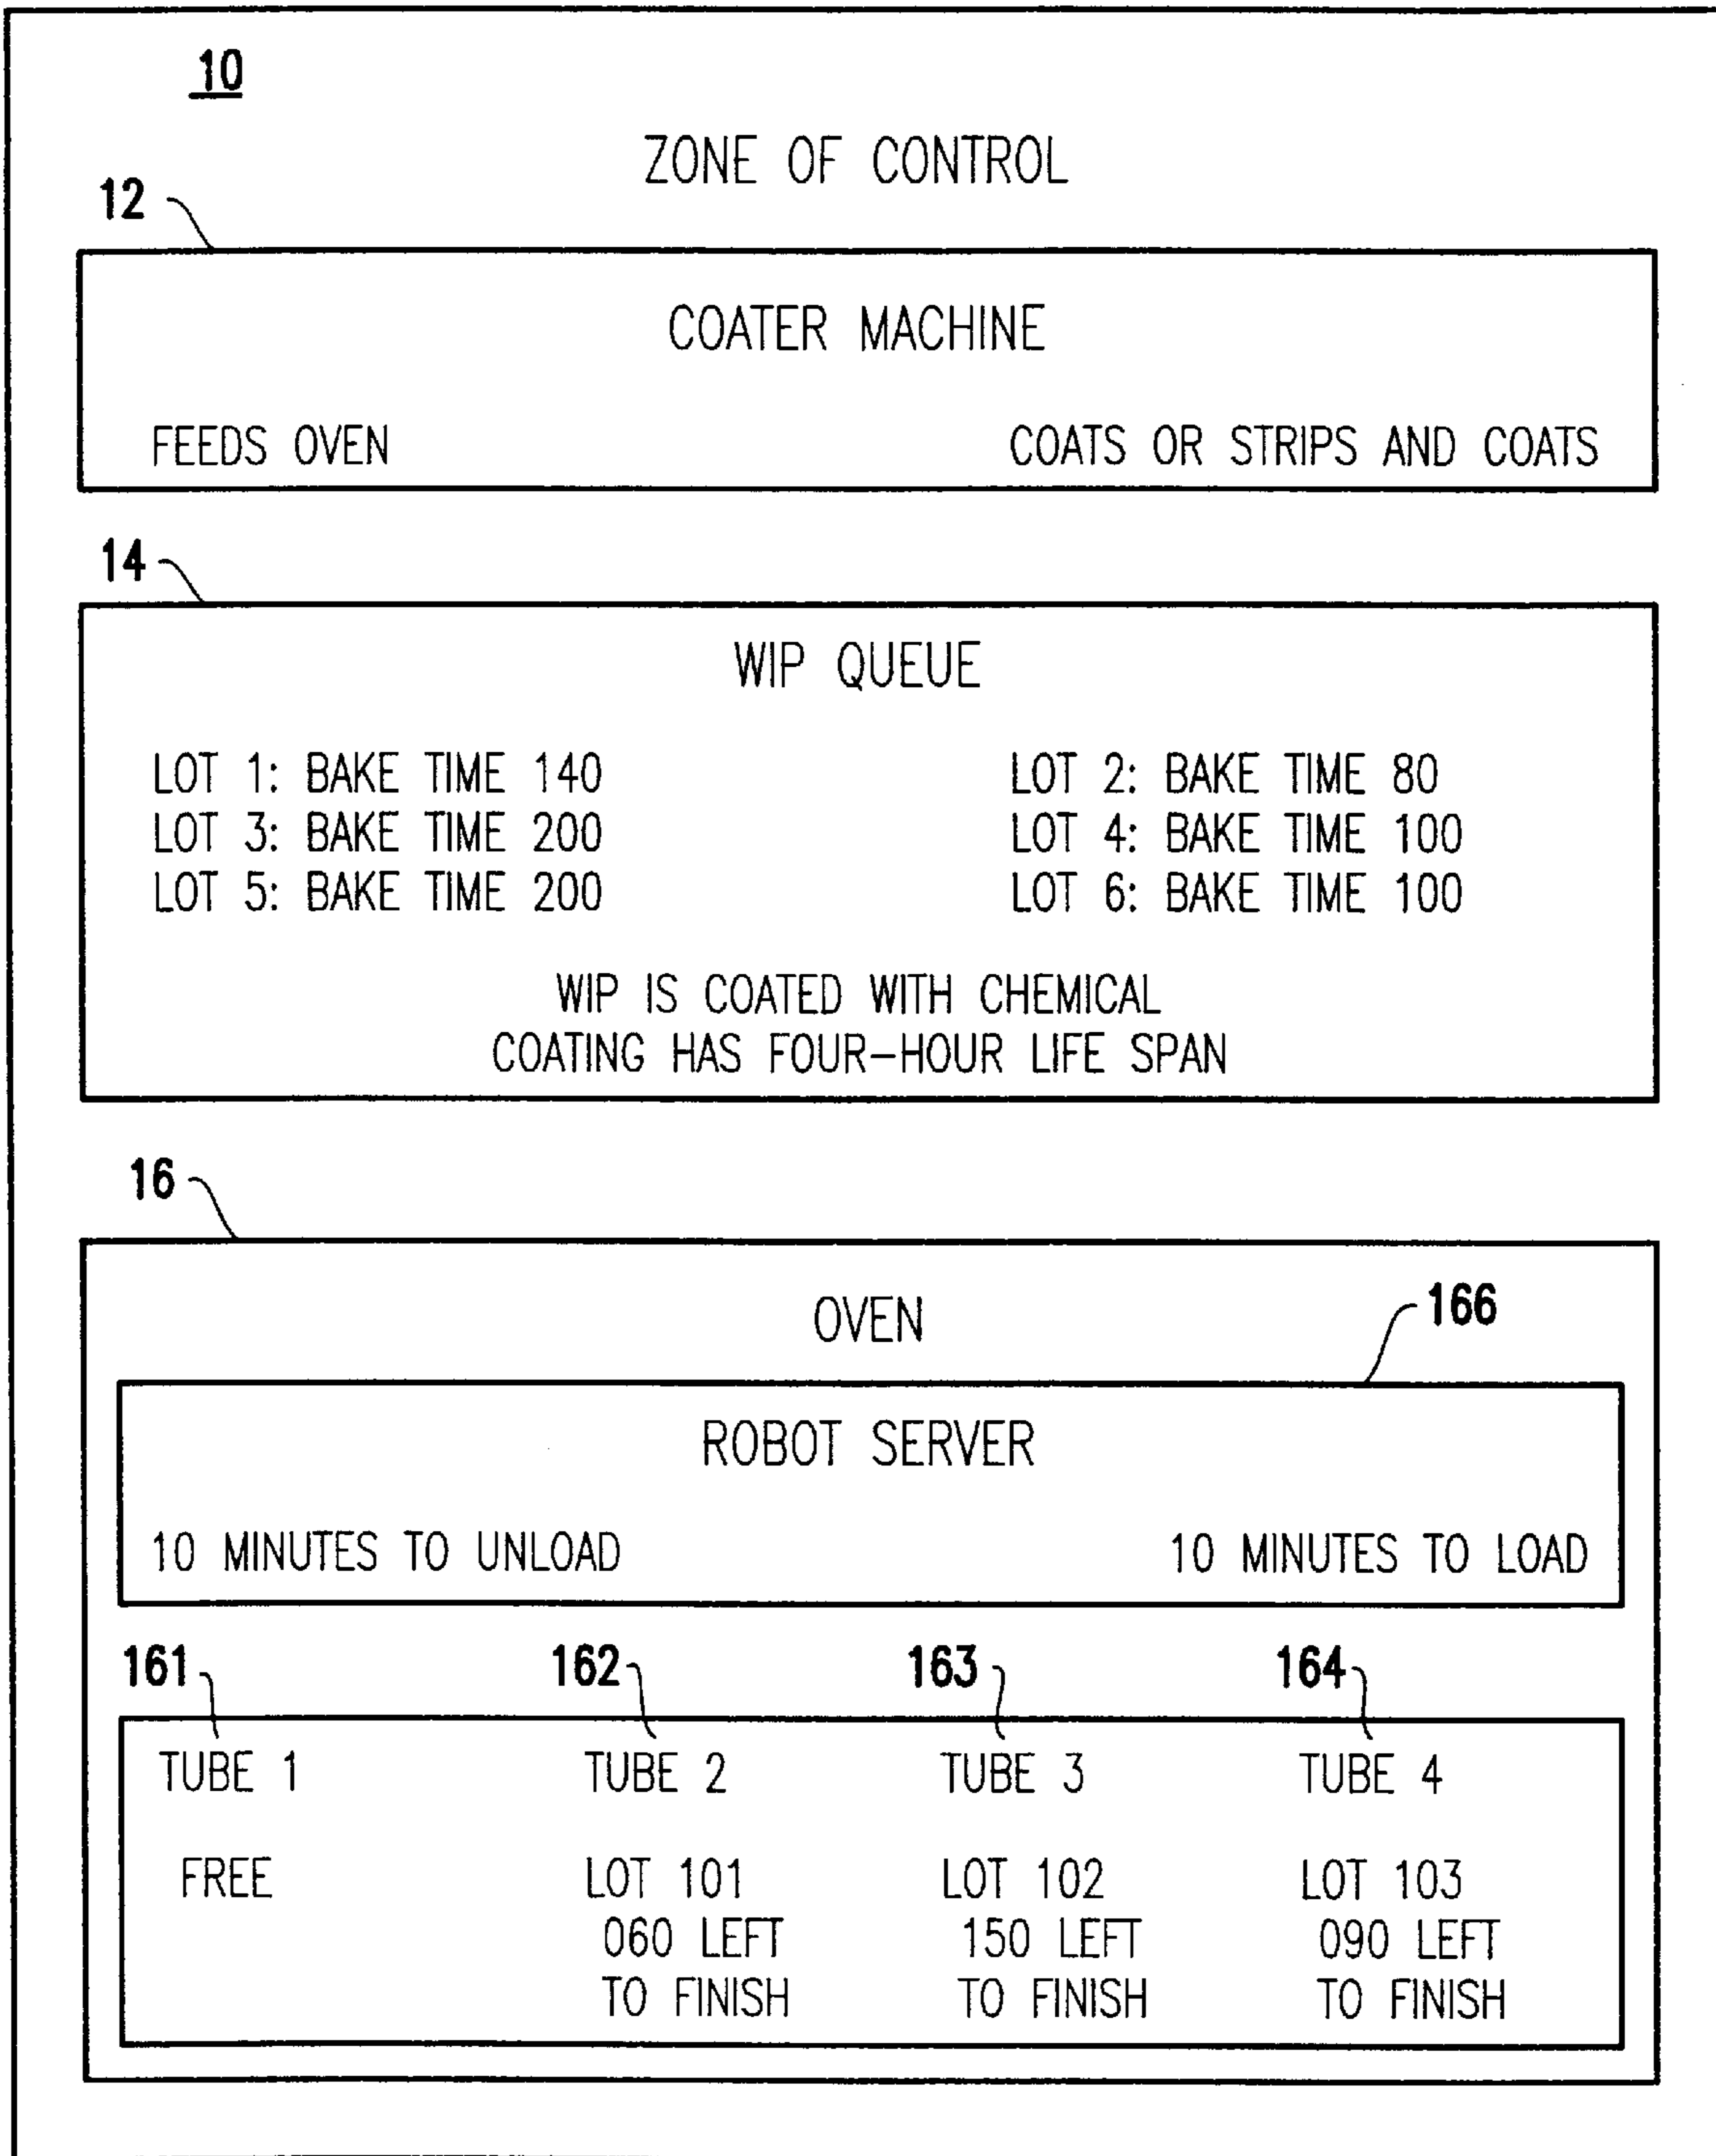 10
ZONE OF CONTROL
12
COATER MACHINE
FEEDS OVEN COATS OR STRIPS AND COATS
14
WIP QUEUE
LOT 1: BAKE TIME 140 LOT 2: BAKE TIME 80
LOT 3: BAKE TIME 200 LOT 4: BAKE TIME 100
LOT 5: BAKE TIME 200 LOT 6: BAKE TIME 100
WIP IS COATED WITH CHEMICAL
COATING HAS FOUR-HOUR LIFE SPAN
16
OVEN
166
ROBOT SERVER
10 MINUTES TO UNLOAD 10 MINUTES TO LOAD
161 162 163 164
TUBE 1 TUBE 2 TUBE 3 TUBE 4
FREE LOT 101 LOT 102 LOT 103
060 LEFT 150 LEFT 090 LEFT
TO FINISH TO FINISH TO FINISH